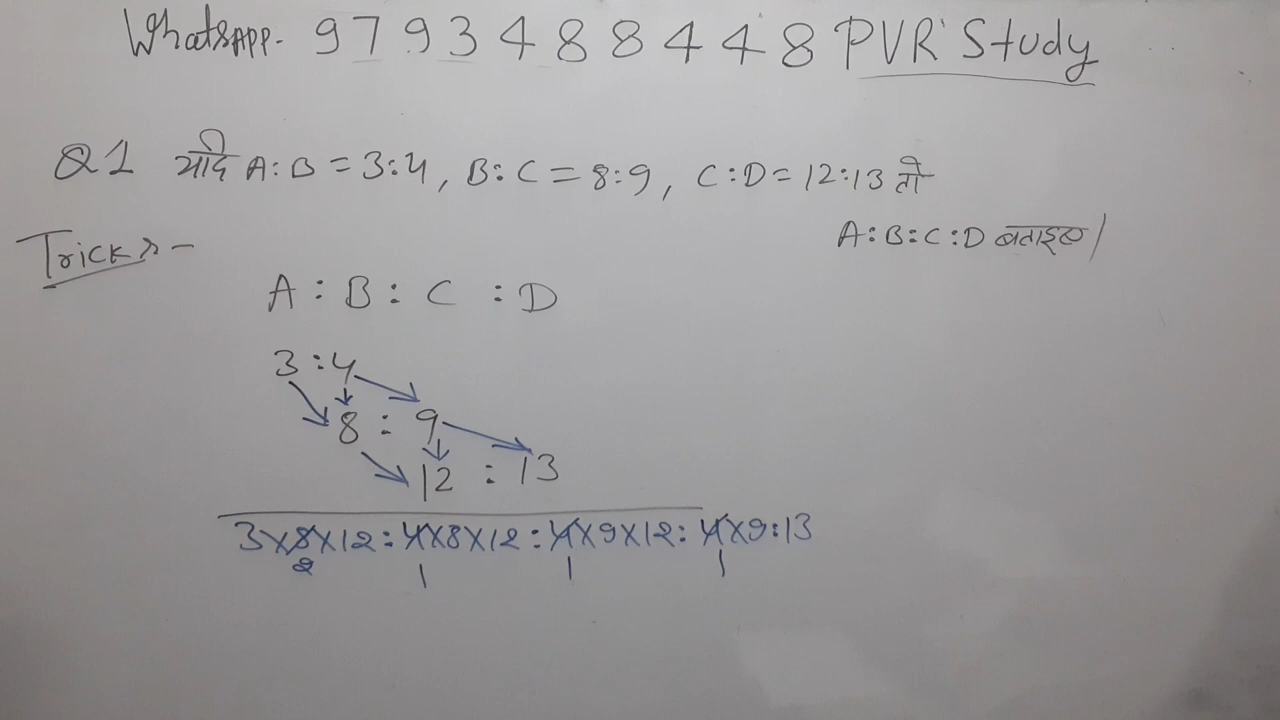 WhatsAPP. 9793488448 PVR Study
Q1 यदि A:B=3:4, B:C=8:9, C:D=12:13 तो
A:B:C:D बताइए/
Trick:-
A : B : C : D
3:4
8 : 9
12 : 13
3×8×12:4×8×12:4×9×12:4×9:13
2 1 1 1